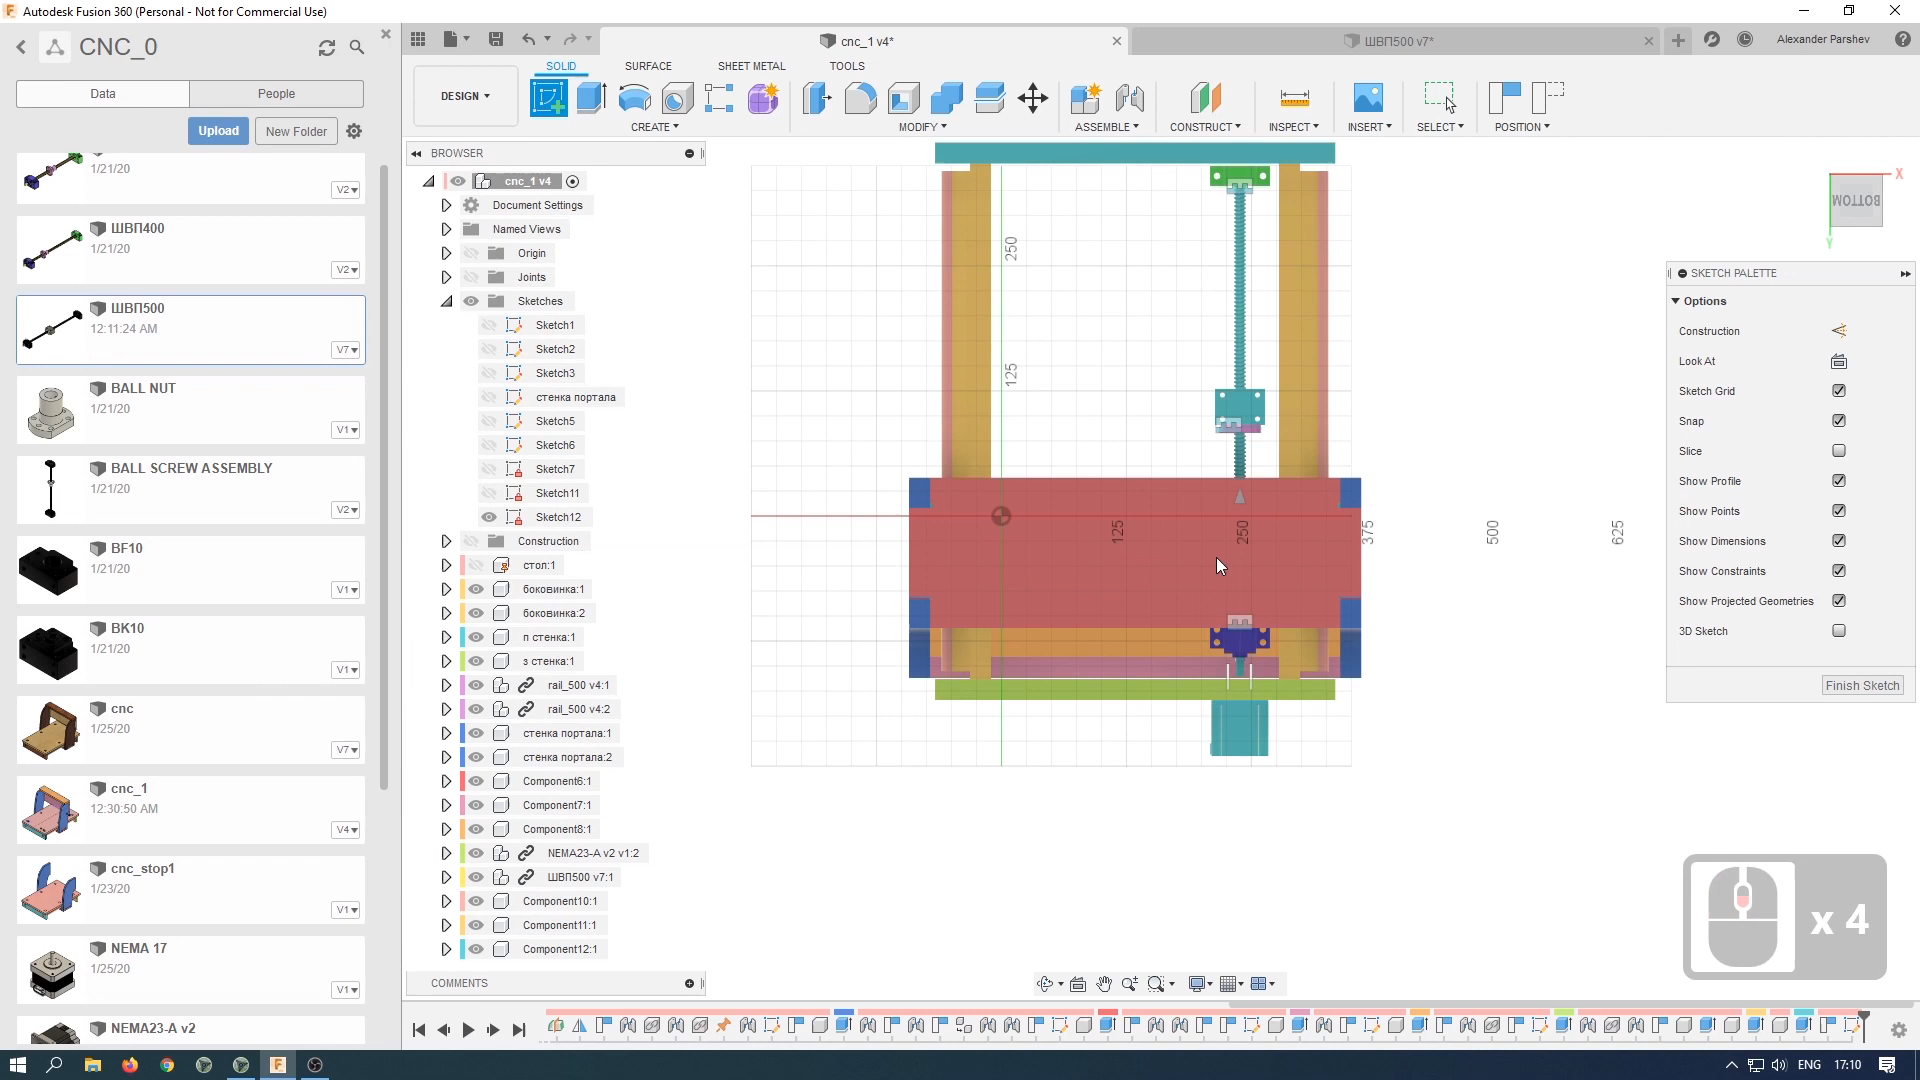 Autodesk Fusion 360 (Personal - Not for Commercial Use)
CNC_0
Data
People
Upload
New Folder
1/21/20
V2
ШВП400
1/21/20
V2
ШВП500
12:11:24 AM
V7
BALL NUT
1/21/20
V1
BALL SCREW ASSEMBLY
1/21/20
V2
BF10
1/21/20
V1
BK10
1/21/20
V1
cnc
1/25/20
V7
cnc_1
12:30:50 AM
V4
cnc_stop1
1/23/20
V1
NEMA 17
1/25/20
V1
NEMA23-A v2
cnc_1 v4*
ШВП500 v7*
Alexander Parshev
DESIGN
SOLID
SURFACE
SHEET METAL
TOOLS
CREATE
MODIFY
ASSEMBLE
CONSTRUCT
INSPECT
INSERT
SELECT
POSITION
BROWSER
cnc_1 v4
Document Settings
Named Views
Origin
Joints
Sketches
Sketch1
Sketch2
Sketch3
стенка портала
Sketch5
Sketch6
Sketch7
Sketch11
Sketch12
Construction
стол:1
боковинка:1
боковинка:2
п стенка:1
з стенка:1
rail_500 v4:1
rail_500 v4:2
стенка портала:1
стенка портала:2
Component6:1
Component7:1
Component8:1
NEMA23-A v2 v1:2
ШВП500 v7:1
Component10:1
Component11:1
Component12:1
COMMENTS
250
125
125
250
375
500
625
X
BOTTOM
Y
SKETCH PALETTE
Options
Construction
Look At
Sketch Grid
Snap
Slice
Show Profile
Show Points
Show Dimensions
Show Constraints
Show Projected Geometries
3D Sketch
Finish Sketch
x 4
ENG
17:10